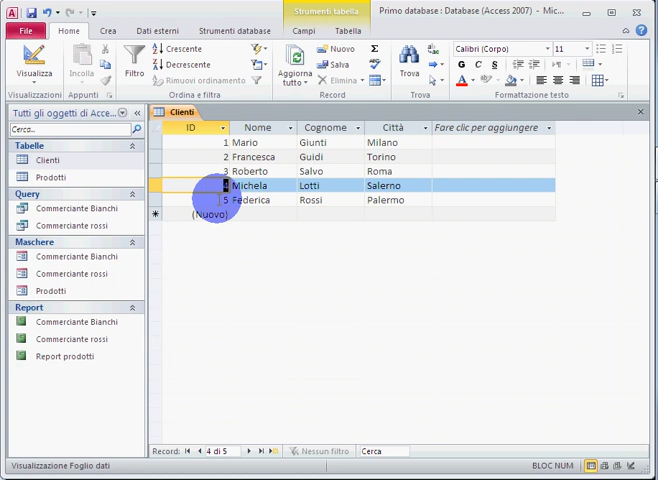 Strumenti tabella
Primo database : Database (Access 2007) - Mic...
File Home Crea Dati esterni Strumenti database Campi Tabella
Visualizza
Incolla
Filtro
Crescente
Decrescente
Rimuovi ordinamento
Aggiorna tutto
Nuovo
Salva
Elimina
Trova
Calibri (Corpo) 11
G C S
A
Visualizzazioni Appunti Ordina e filtra Record Trova Formattazione testo
Tutti gli oggetti di Acce...
Cerca...
Tabelle
Clienti
Prodotti
Query
Commerciante Bianchi
Commerciante rossi
Maschere
Commerciante Bianchi
Commerciante rossi
Prodotti
Report
Commerciante Bianchi
Commerciante rossi
Report prodotti
Clienti
ID Nome Cognome Città Fare clic per aggiungere
1 Mario Giunti Milano
2 Francesca Guidi Torino
3 Roberto Salvo Roma
4 Michela Lotti Salerno
5 Federica Rossi Palermo
(Nuovo)
Record: 4 di 5 Nessun filtro Cerca
Visualizzazione Foglio dati BLOC NUM